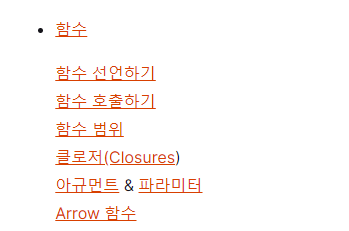 함수
함수 선언하기
함수 호출하기
함수 범위
클로저(Closures)
아규먼트 & 파라미터
Arrow 함수